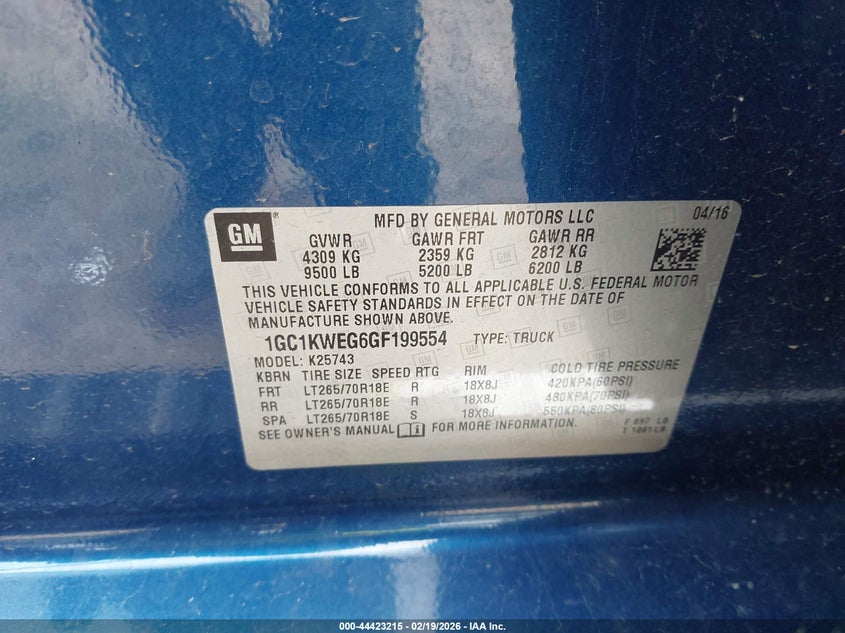 GM®
MFD BY GENERAL MOTORS LLC 04/16
GVWR GAWR FRT GAWR RR
4309 KG 2359 KG 2812 KG
9500 LB 5200 LB 6200 LB
THIS VEHICLE CONFORMS TO ALL APPLICABLE U.S. FEDERAL MOTOR
VEHICLE SAFETY STANDARDS IN EFFECT ON THE DATE OF
MANUFACTURE SHOWN ABOVE.
1GC1KWEG6GF199554 TYPE: TRUCK
MODEL: K25743
KBRN TIRE SIZE SPEED RTG RIM COLD TIRE PRESSURE
FRT LT265/70R18E R 18X8J 420KPA(60PSI)
RR LT265/70R18E R 18X8J 480KPA(70PSI)
SPA LT265/70R18E S 18X8J 550KPA(80PSI)
SEE OWNER'S MANUAL FOR MORE INFORMATION.
F 897 LB
T 1881 LB
000-44423215 - 02/19/2026 - IAA Inc.